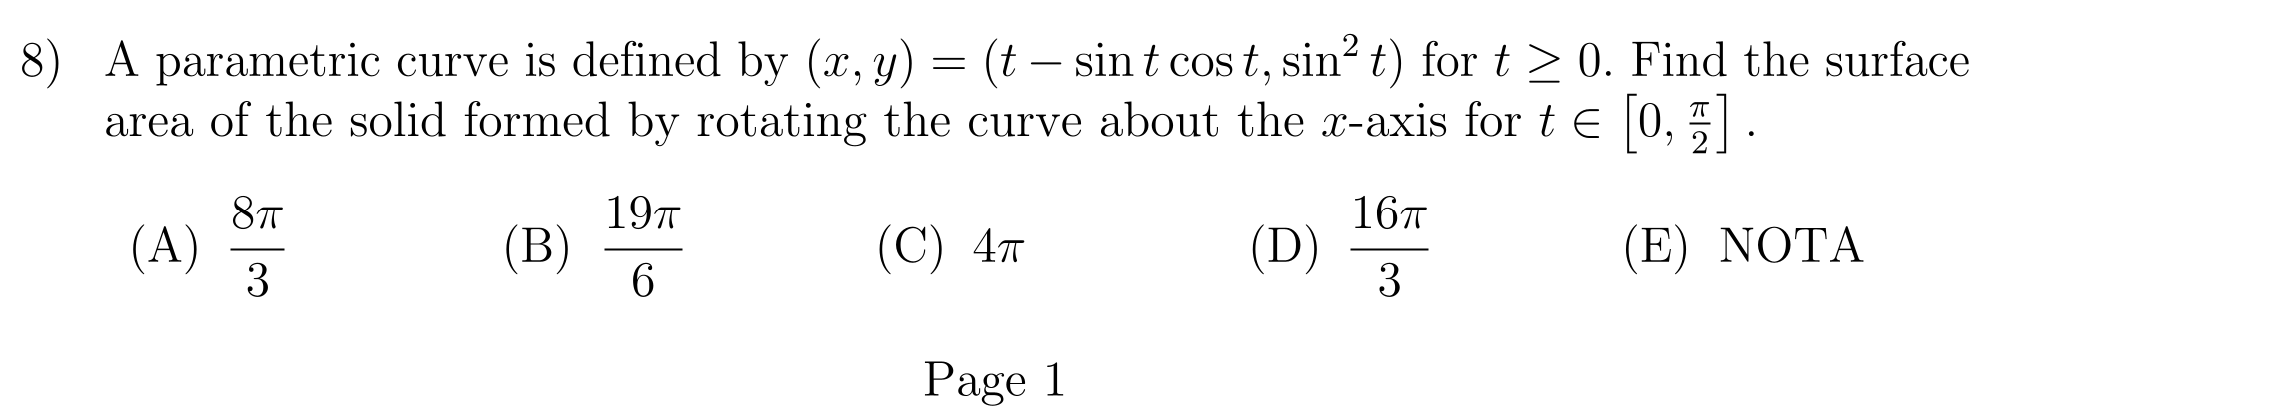 8) A parametric curve is defined by $(x, y) = (t - \sin t \cos t, \sin^2 t)$ for $t \geq 0$. Find the surface
area of the solid formed by rotating the curve about the $x$-axis for $t \in \left[0, \frac{\pi}{2}\right]$.
(A) $\frac{8\pi}{3}$ (B) $\frac{19\pi}{6}$ (C) $4\pi$ (D) $\frac{16\pi}{3}$ (E) NOTA
Page 1